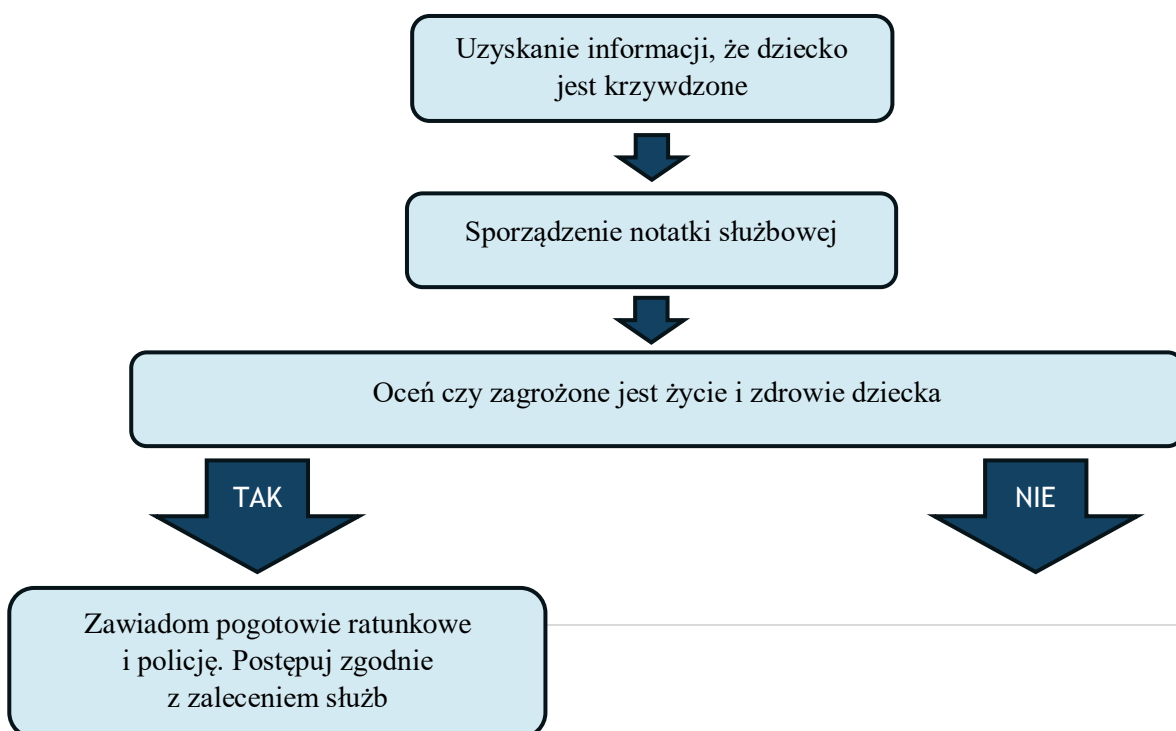 Uzyskanie informacji, że dziecko
jest krzywdzone
Sporządzenie notatki służbowej
Oceń czy zagrożone jest życie i zdrowie dziecka
TAK
NIE
Zawiadom pogotowie ratunkowe
i policję. Postępuj zgodnie
z zaleceniem służb